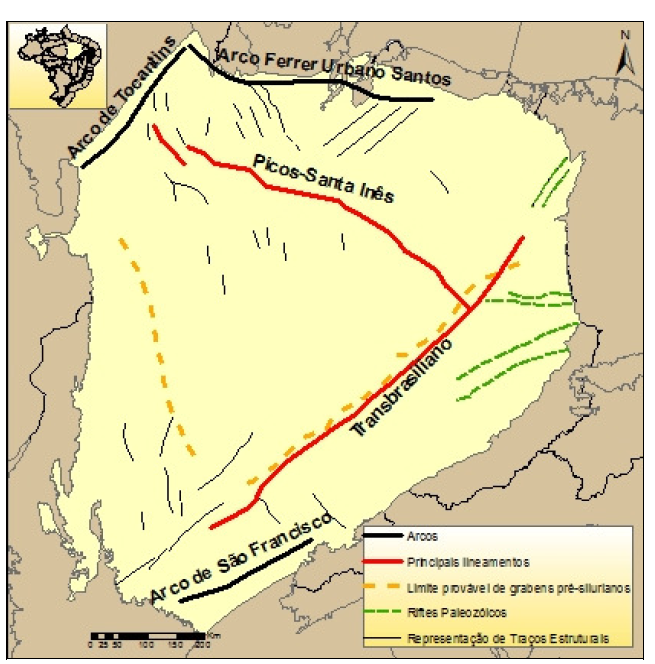 N
Arco Ferrer Urbano Santos
Arco de Tocantins
Picos-Santa Inês
Transbrasiliano
Arco de São Francisco
Arcos
Principais lineamentos
Limite provável de grabens pré-silurianos
Riftes Paleozóicos
Representação de Traços Estruturais
Km
0 25 50 100 150 200